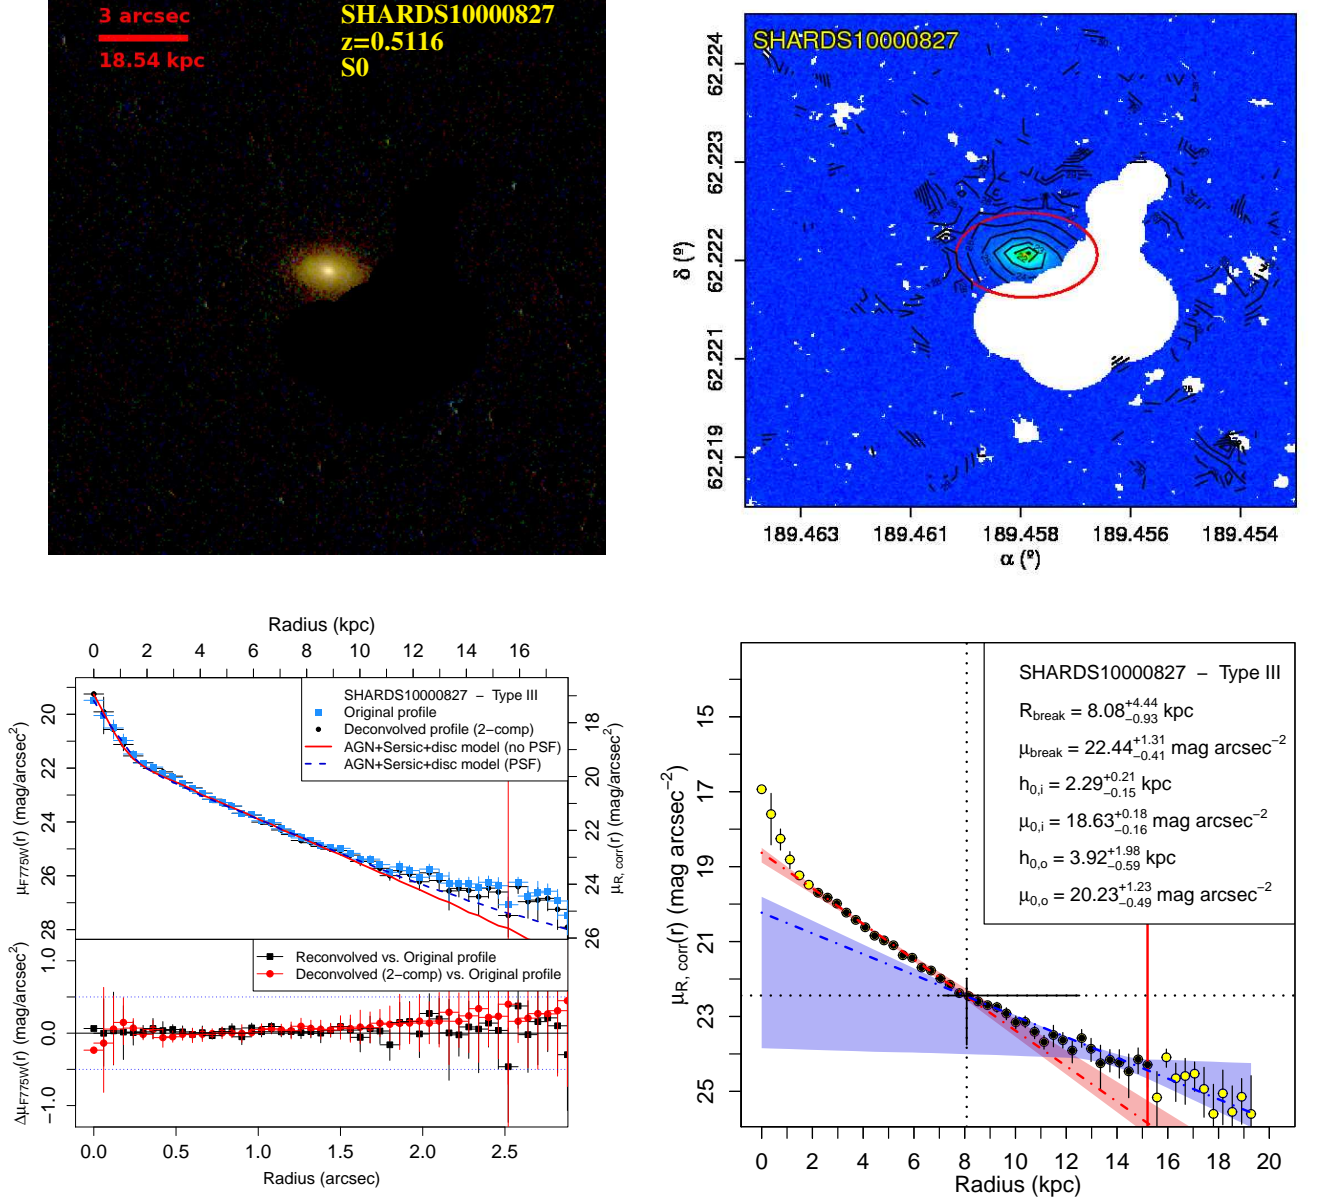 3 arcsec
18.54 kpc
SHARDS10000827
z=0.5116
S0
SHARDS10000827
62.224
62.223
62.222
62.221
62.219
δ (º)
189.463 189.461 189.458 189.456 189.454
α (º)
Radius (kpc)
0 2 4 6 8 10 12 14 16
SHARDS10000827 − Type III
Original profile
Deconvolved profile (2−comp)
AGN+Sersic+disc model (no PSF)
AGN+Sersic+disc model (PSF)
20
22
24
26
28
μF775W(r) (mag/arcsec2)
18
20
22
24
26
μR, corr(r) (mag/arcsec2)
Reconvolved vs. Original profile
Deconvolved (2−comp) vs. Original profile
1.0
0.0
−1.0
ΔμF775W(r) (mag/arcsec2)
0.0 0.5 1.0 1.5 2.0 2.5
Radius (arcsec)
SHARDS10000827 − Type III
Rbreak = 8.08 +4.44 −0.93 kpc
μbreak = 22.44 +1.31 −0.41 mag arcsec−2
h0,i = 2.29 +0.21 −0.15 kpc
μ0,i = 18.63 +0.18 −0.16 mag arcsec−2
h0,o = 3.92 +1.98 −0.59 kpc
μ0,o = 20.23 +1.23 −0.49 mag arcsec−2
15
17
19
21
23
25
μR, corr(r) (mag arcsec−2)
0 2 4 6 8 10 12 14 16 18 20
Radius (kpc)